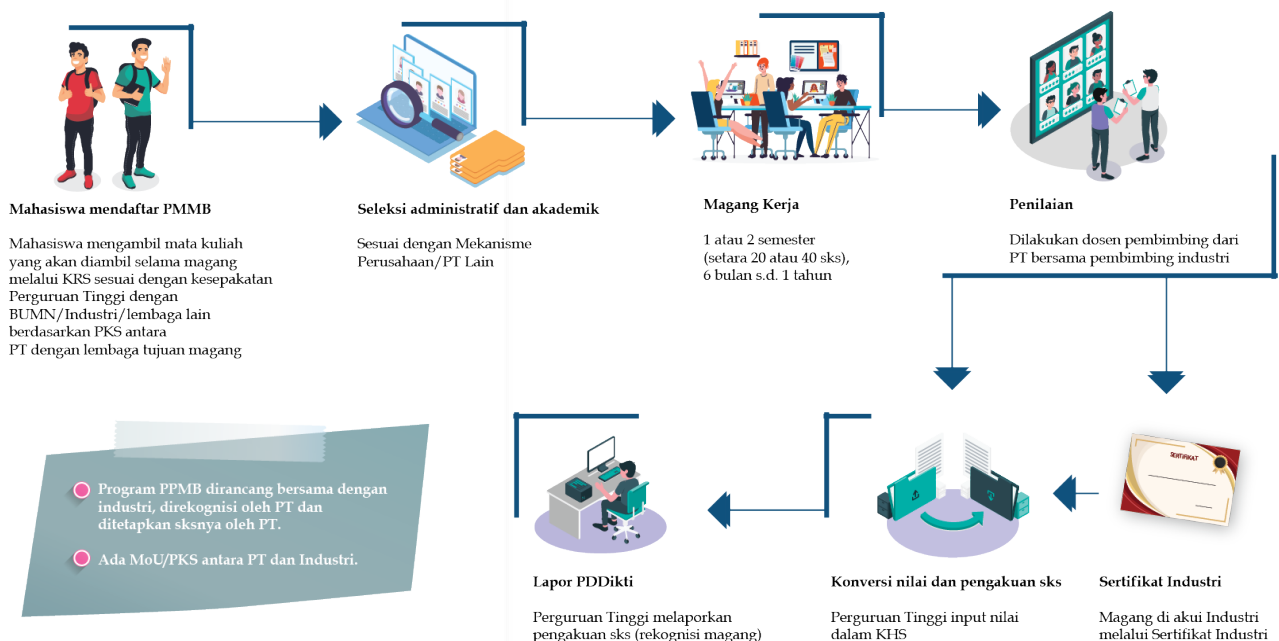 Mahasiswa mendaftar PMMB
Mahasiswa mengambil mata kuliah
yang akan diambil selama magang
melalui KRS sesuai dengan kesepakatan
Perguruan Tinggi dengan
BUMN/Industri/lembaga lain
berdasarkan PKS antara
PT dengan lembaga tujuan magang
Seleksi administratif dan akademik
Sesuai dengan Mekanisme
Perusahaan/PT Lain
Magang Kerja
1 atau 2 semester
(setara 20 atau 40 sks),
6 bulan s.d. 1 tahun
Penilaian
Dilakukan dosen pembimbing dari
PT bersama pembimbing industri
Program PPMB dirancang bersama dengan
industri, direkognisi oleh PT dan
ditetapkan sksnya oleh PT.
Ada MoU/PKS antara PT dan Industri.
Lapor PDDikti
Perguruan Tinggi melaporkan
pengakuan sks (rekognisi magang)
Konversi nilai dan pengakuan sks
Perguruan Tinggi input nilai
dalam KHS
SERTIFIKAT
Sertifikat Industri
Magang di akui Industri
melalui Sertifikat Industri